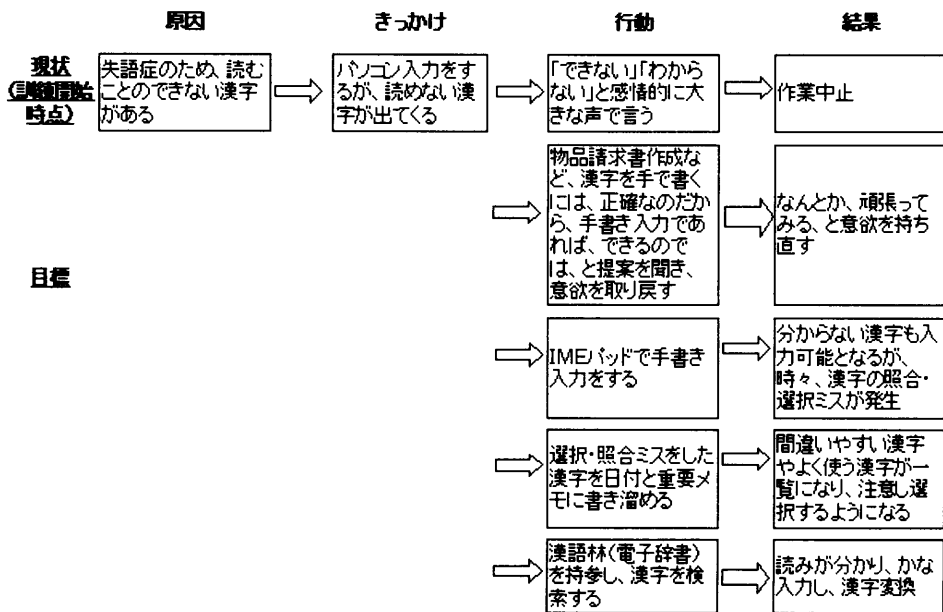 原因
きっかけ
行動
結果
現状
(訓練開始
時点)
失語症のため、読む
ことのできない漢字
がある
パソコン入力をす
るが、読めない漢
字が出てくる
「できない」「わから
ない」と感情的に大
きな声で言う
作業中止
目標
物品請求書作成な
ど、漢字を手で書く
には、正確なのだか
ら、手書き入力であ
れば、できるので
は、と提案を聞き、
意欲を取り戻す
なんとか、頑張って
みる、と意欲を持ち
直す
IMEパッドで手書き
入力をする
分からない漢字も入
力可能となるが、
時々、漢字の照合・
選択ミスが発生
選択・照合ミスをした
漢字を日付と重要メ
モに書き溜める
間違いやすい漢字
やよく使う漢字が一
覧になり、注意し選
択するようになる
漢語林(電子辞書)
を持参し、漢字を検
索する
読みが分かり、かな
入力し、漢字変換